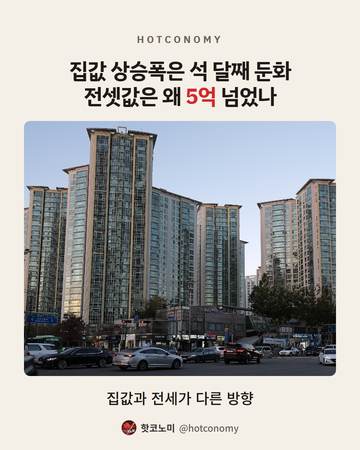 HOTCONOMY
집값 상승폭은 석 달째 둔화
전셋값은 왜 5억 넘었나
집값과 전세가 다른 방향
핫코노미 @hotconomy